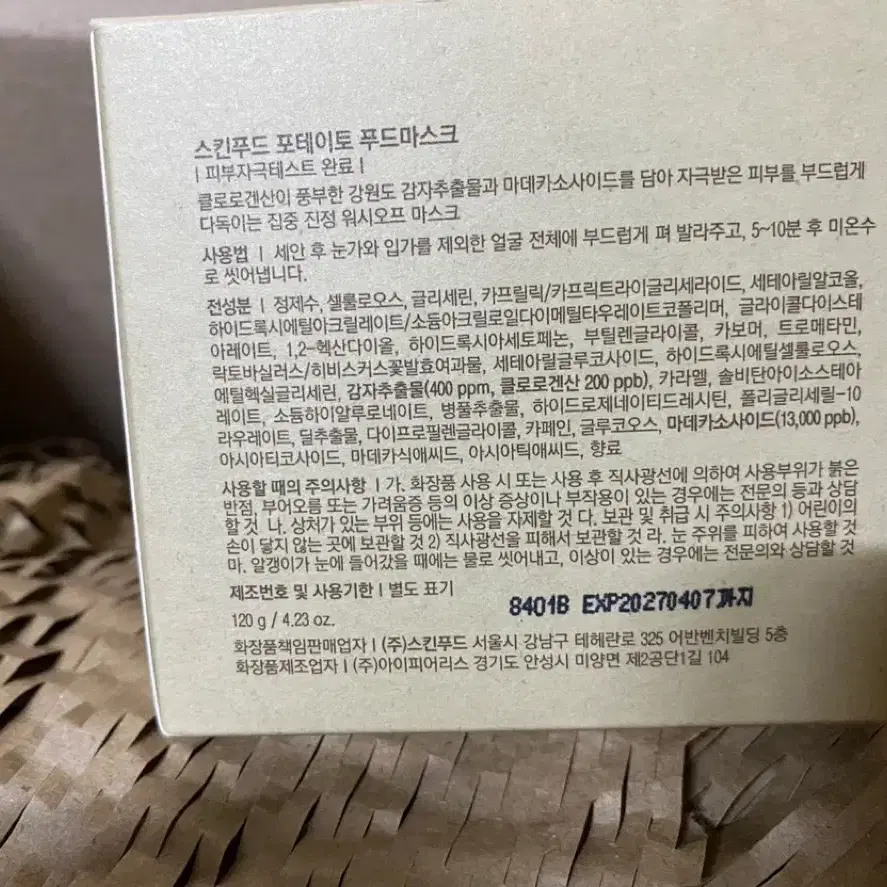 스킨푸드 포테이토 푸드마스크
| 피부자극테스트 완료 |
클로로겐산이 풍부한 강원도 감자추출물과 마데카소사이드를 담아 자극받은 피부를 부드럽게
다독이는 집중 진정 워시오프 마스크
사용법 | 세안 후 눈가와 입가를 제외한 얼굴 전체에 부드럽게 펴 발라주고, 5~10분 후 미온수
로 씻어냅니다.
전성분 | 정제수, 셀룰로오스, 글리세린, 카프릴릭/카프릭트라이글리세라이드, 세테아릴알코올,
하이드록시에틸아크릴레이트/소듐아크릴로일다이메틸타우레이트코폴리머, 글라이콜다이스테
아레이트, 1,2-헥산다이올, 하이드록시아세토페논, 부틸렌글라이콜, 카보머, 트로메타민,
락토바실러스/히비스커스꽃발효여과물, 세테아릴글루코사이드, 하이드록시에틸셀룰로오스,
에틸헥실글리세린, 감자추출물(400 ppm, 클로로겐산 200 ppb), 카라멜, 솔비탄아이소스테아
레이트, 소듐하이알루로네이트, 병풀추출물, 하이드로제네이티드레시틴, 폴리글리세릴-10
라우레이트, 딜추출물, 다이프로필렌글라이콜, 카페인, 글루코오스, 마데카소사이드(13,000 ppb),
아시아티코사이드, 마데카식애씨드, 아시아틱애씨드, 향료
사용할 때의 주의사항 | 가. 화장품 사용 시 또는 사용 후 직사광선에 의하여 사용부위가 붉은
반점, 부어오름 또는 가려움증 등의 이상 증상이나 부작용이 있는 경우에는 전문의 등과 상담
할 것 나. 상처가 있는 부위 등에는 사용을 자제할 것 다. 보관 및 취급 시 주의사항 1) 어린이의
손이 닿지 않는 곳에 보관할 것 2) 직사광선을 피해서 보관할 것 라. 눈 주위를 피하여 사용할 것
마. 알갱이가 눈에 들어갔을 때에는 물로 씻어내고, 이상이 있는 경우에는 전문의와 상담할 것
제조번호 및 사용기한 | 별도 표기
8401B EXP20270407까지
120 g / 4.23 oz.
화장품책임판매업자 | (주)스킨푸드 서울시 강남구 테헤란로 325 어반벤치빌딩 5층
화장품제조업자 | (주)아이피어리스 경기도 안성시 미양면 제2공단1길 104